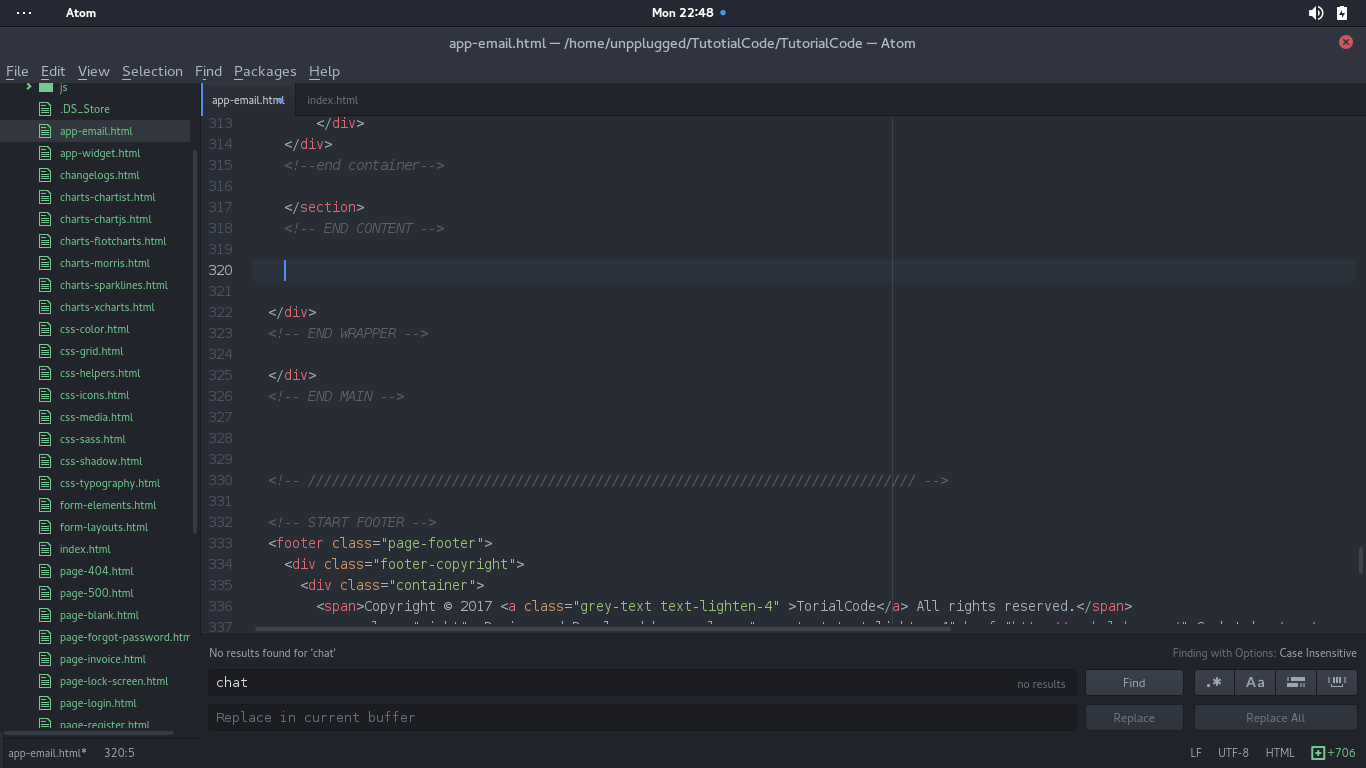 Atom
Mon 22:48
app-email.html — /home/unpplugged/TutotialCode/TutorialCode — Atom
File Edit View Selection Find Packages Help
js
.DS_Store
app-email.html
app-widget.html
changelogs.html
charts-chartist.html
charts-chartjs.html
charts-flotcharts.html
charts-morris.html
charts-sparklines.html
charts-xcharts.html
css-color.html
css-grid.html
css-helpers.html
css-icons.html
css-media.html
css-sass.html
css-shadow.html
css-typography.html
form-elements.html
form-layouts.html
index.html
page-404.html
page-500.html
page-blank.html
page-forgot-password.htm
page-invoice.html
page-lock-screen.html
page-login.html
page-register.html
app-email.html index.html
313 </div>
314 </div>
315 <!--end container-->
316
317 </section>
318 <!-- END CONTENT -->
319
320
321
322 </div>
323 <!-- END WRAPPER -->
324
325 </div>
326 <!-- END MAIN -->
327
328
329
330 <!-- //////////////////////////////////////////////////////////////////////////// -->
331
332 <!-- START FOOTER -->
333 <footer class="page-footer">
334 <div class="footer-copyright">
335 <div class="container">
336 <span>Copyright © 2017 <a class="grey-text text-lighten-4" >TorialCode</a> All rights reserved.</span>
337
No results found for 'chat'
Finding with Options: Case Insensitive
chat no results
Find .* Aa
Replace in current buffer
Replace Replace All
app-email.html* 320:5
LF UTF-8 HTML +706